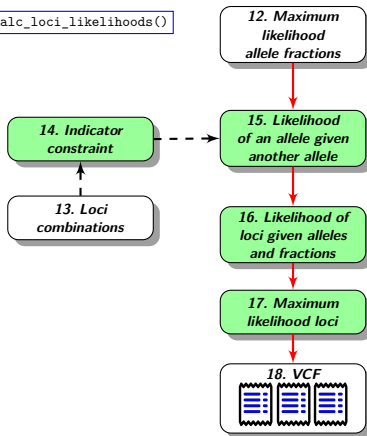 alc_loci_likelihoods()
12. Maximum
likelihood
allele fractions
14. Indicator
constraint
15. Likelihood
of an allele given
another allele
13. Loci
combinations
16. Likelihood of
loci given alleles
and fractions
17. Maximum
likelihood loci
18. VCF